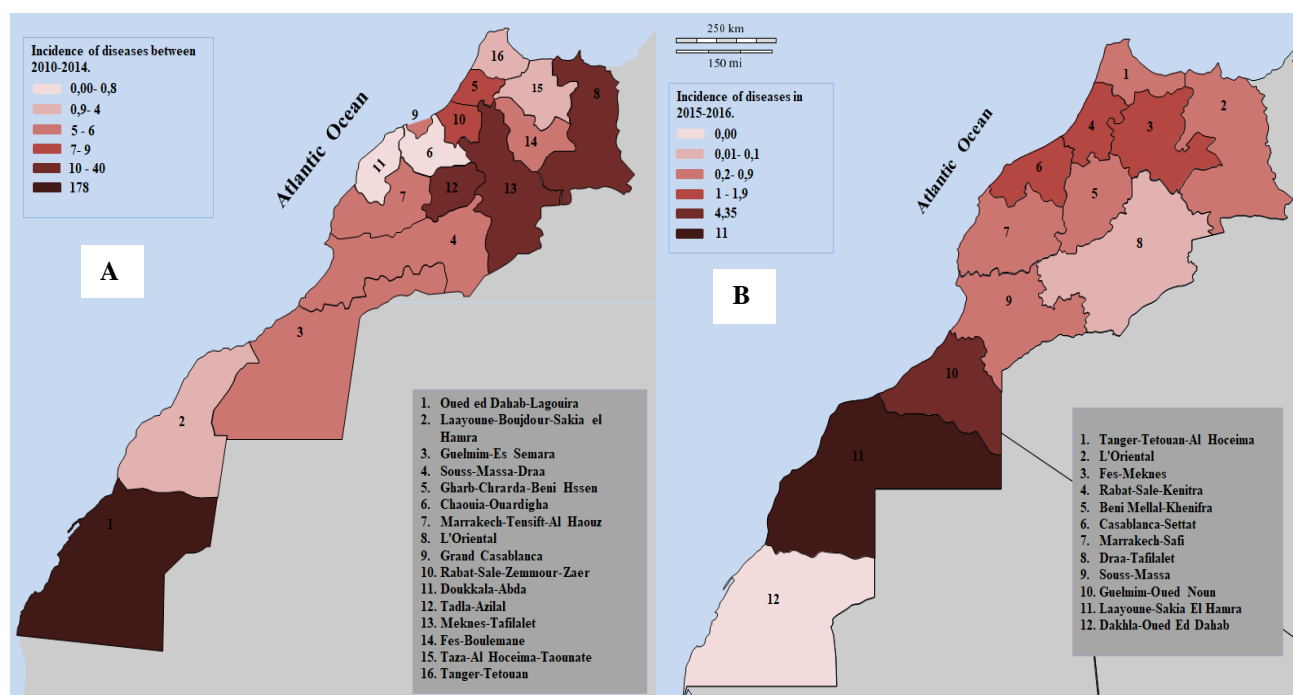 Incidence of diseases between
2010-2014.
0,00- 0,8
0,9- 4
5 - 6
7- 9
10 - 40
178
Atlantic Ocean
A
16
5
15
8
9
10
6
14
11
12
13
7
4
3
2
1
1. Oued ed Dahab-Lagouira
2. Laayoune-Boujdour-Sakia el
Hamra
3. Guelmim-Es Semara
4. Souss-Massa-Draa
5. Gharb-Chrarda-Beni Hssen
6. Chaouia-Ouardigha
7. Marrakech-Tensift-Al Haouz
8. L'Oriental
9. Grand Casablanca
10. Rabat-Sale-Zemmour-Zaer
11. Doukkala-Abda
12. Tadla-Azilal
13. Meknes-Tafilalet
14. Fes-Boulemane
15. Taza-Al Hoceima-Taounate
16. Tanger-Tetouan
250 km
150 mi
Incidence of diseases in
2015-2016.
0,00
0,01- 0,1
0,2- 0,9
1 - 1,9
4,35
11
Atlantic Ocean
B
1
2
4
3
6
5
7
8
9
10
11
12
1. Tanger-Tetouan-Al Hoceima
2. L'Oriental
3. Fes-Meknes
4. Rabat-Sale-Kenitra
5. Beni Mellal-Khenifra
6. Casablanca-Settat
7. Marrakech-Safi
8. Draa-Tafilalet
9. Souss-Massa
10. Guelmim-Oued Noun
11. Laayoune-Sakia El Hamra
12. Dakhla-Oued Ed Dahab